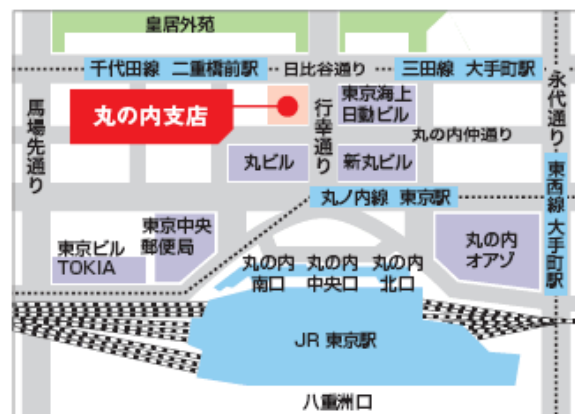 皇居外苑
千代田線 二重橋前駅
日比谷通り
三田線 大手町駅
永代通り
馬場先通り
丸の内支店
行幸通り
東京海上
日動ビル
丸の内仲通り
丸ビル
新丸ビル
東西線 大手町駅
丸ノ内線 東京駅
東京中央
郵便局
東京ビル
TOKIA
丸の内
南口
丸の内
中央口
丸の内
北口
丸の内
オアゾ
JR 東京駅
八重洲口